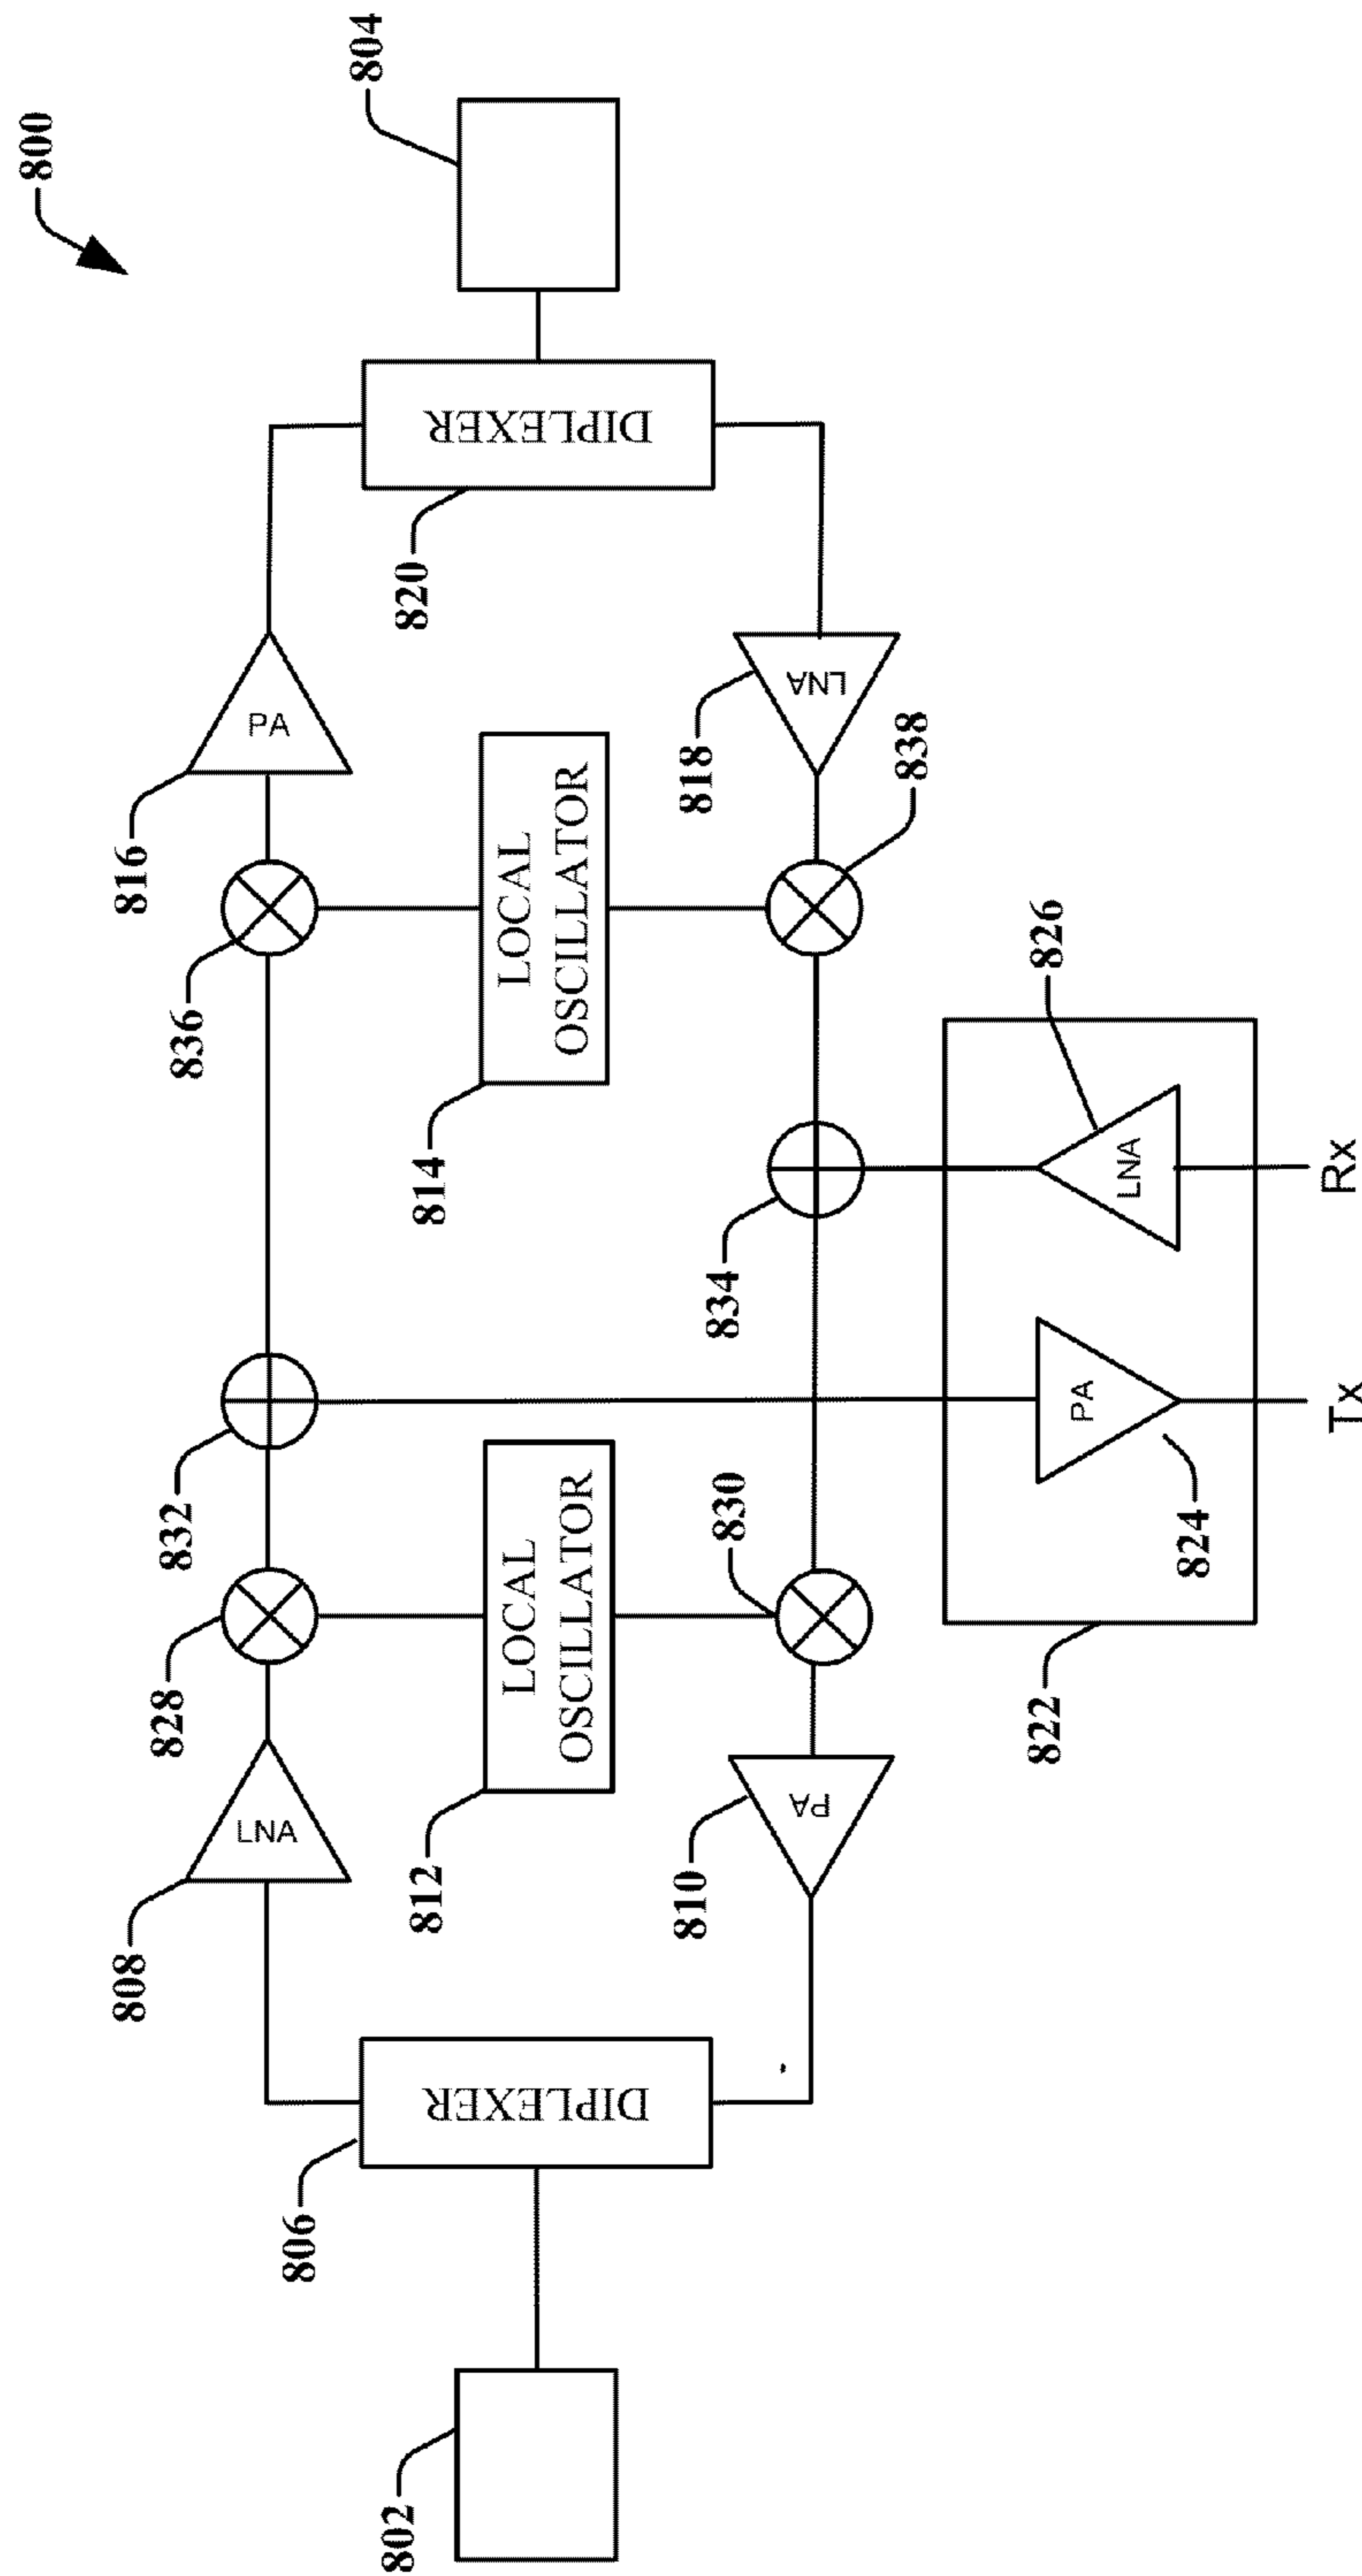 800
804
816
836
PA
DIPLEXER
820
LOCAL
OSCILLATOR
814
LNA
818
838
832
834
LNA
826
Rx
828
LOCAL
OSCILLATOR
812
830
PA
824
Tx
822
808
LNA
PA
810
806
DIPLEXER
802